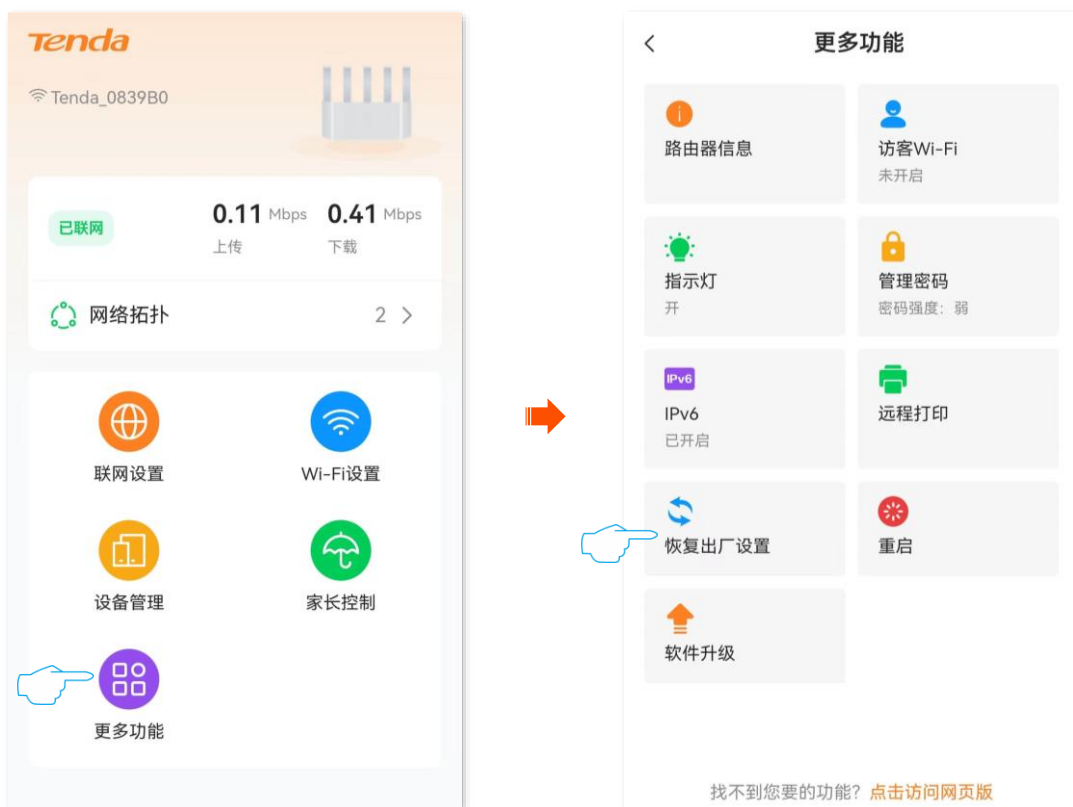 Tenda
Tenda_0839B0
已联网
0.11 Mbps 0.41 Mbps
上传 下载
网络拓扑 2
联网设置 Wi-Fi设置
设备管理 家长控制
更多功能
更多功能
路由器信息 访客Wi-Fi
未开启
指示灯 管理密码
开 密码强度：弱
IPv6
IPv6 远程打印
已开启
恢复出厂设置 重启
软件升级
找不到您要的功能？点击访问网页版